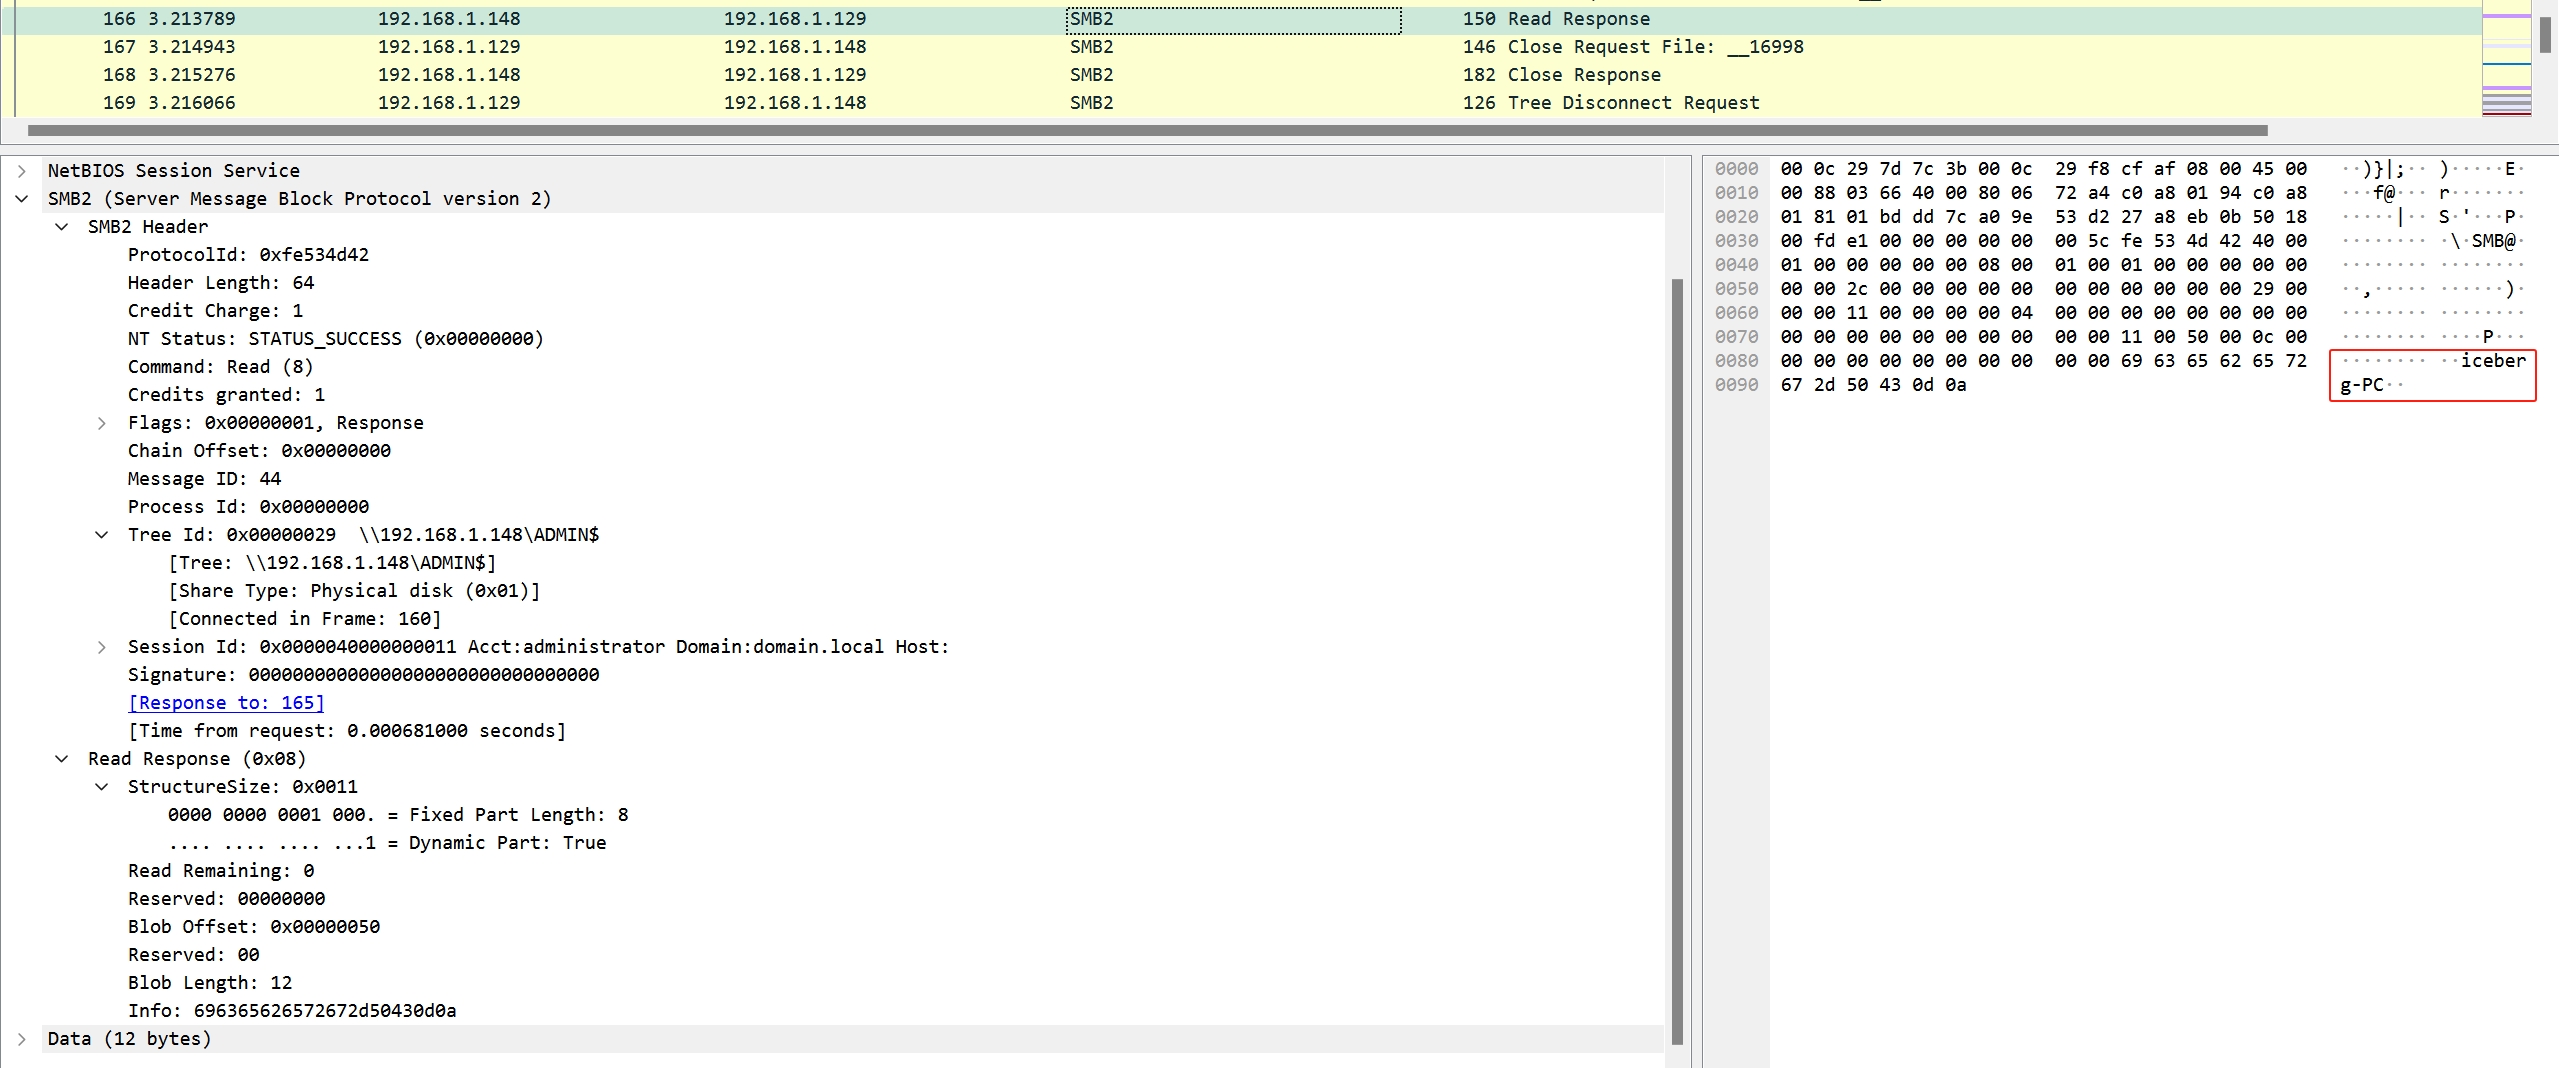 166 3.213789 192.168.1.148 192.168.1.129 SMB2 150 Read Response
167 3.214943 192.168.1.129 192.168.1.148 SMB2 146 Close Request File: __16998
168 3.215276 192.168.1.148 192.168.1.129 SMB2 182 Close Response
169 3.216066 192.168.1.129 192.168.1.148 SMB2 126 Tree Disconnect Request
NetBIOS Session Service
SMB2 (Server Message Block Protocol version 2)
SMB2 Header
ProtocolId: 0xfe534d42
Header Length: 64
Credit Charge: 1
NT Status: STATUS_SUCCESS (0x00000000)
Command: Read (8)
Credits granted: 1
Flags: 0x00000001, Response
Chain Offset: 0x00000000
Message ID: 44
Process Id: 0x00000000
Tree Id: 0x00000029  \\192.168.1.148\ADMIN$
[Tree: \\192.168.1.148\ADMIN$]
[Share Type: Physical disk (0x01)]
[Connected in Frame: 160]
Session Id: 0x0000040000000011 Acct:administrator Domain:domain.local Host:
Signature: 00000000000000000000000000000000
[Response to: 165]
[Time from request: 0.000681000 seconds]
Read Response (0x08)
StructureSize: 0x0011
0000 0000 0001 000. = Fixed Part Length: 8
.... .... .... ...1 = Dynamic Part: True
Read Remaining: 0
Reserved: 00000000
Blob Offset: 0x00000050
Reserved: 00
Blob Length: 12
Info: 696365626572672d50430d0a
Data (12 bytes)
0000 00 0c 29 7d 7c 3b 00 0c 29 f8 cf af 08 00 45 00 ··)}|;·· )·····E·
0010 00 88 03 66 40 00 80 06 72 a4 c0 a8 01 94 c0 a8 ···f@··· r·······
0020 01 81 01 bd dd 7c a0 9e 53 d2 27 a8 eb 0b 50 18 ·····|·· S·'···P·
0030 00 fd e1 00 00 00 00 00 00 5c fe 53 4d 42 40 00 ········ ·\·SMB@·
0040 01 00 00 00 00 00 08 00 01 00 01 00 00 00 00 00 ········ ········
0050 00 00 2c 00 00 00 00 00 00 00 00 00 00 00 29 00 ··,····· ······)·
0060 00 00 11 00 00 00 00 04 00 00 00 00 00 00 00 00 ········ ········
0070 00 00 00 00 00 00 00 00 00 00 11 00 50 00 0c 00 ········ ····P···
0080 00 00 00 00 00 00 00 00 00 00 69 63 65 62 65 72 ········ ··iceber
0090 67 2d 50 43 0d 0a g-PC··